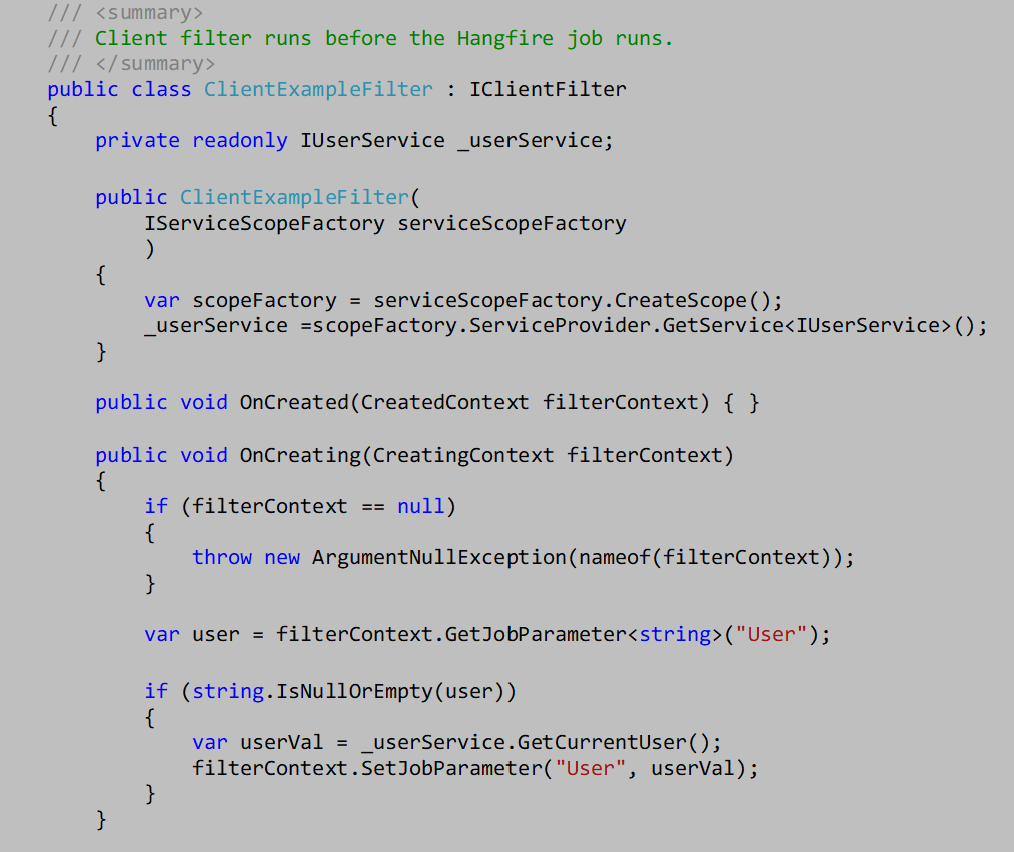 /// <summary>
/// Client filter runs before the Hangfire job runs.
/// </summary>
public class ClientExampleFilter : IClientFilter
{
    private readonly IUserService _userService;

    public ClientExampleFilter(
        IServiceScopeFactory serviceScopeFactory
        )
    {
        var scopeFactory = serviceScopeFactory.CreateScope();
        _userService =scopeFactory.ServiceProvider.GetService<IUserService>();
    }

    public void OnCreated(CreatedContext filterContext) { }

    public void OnCreating(CreatingContext filterContext)
    {
        if (filterContext == null)
        {
            throw new ArgumentNullException(nameof(filterContext));
        }

        var user = filterContext.GetJobParameter<string>("User");

        if (string.IsNullOrEmpty(user))
        {
            var userVal = _userService.GetCurrentUser();
            filterContext.SetJobParameter("User", userVal);
        }
    }